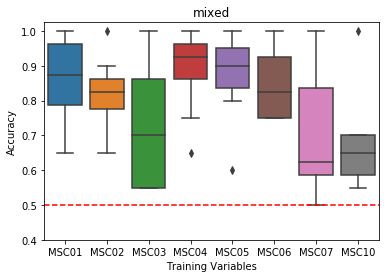 mixed
1.0
0.9
0.8
0.7
0.6
0.5
0.4
Accuracy
MSC01 MSC02 MSC03 MSC04 MSC05 MSC06 MSC07 MSC10
Training Variables